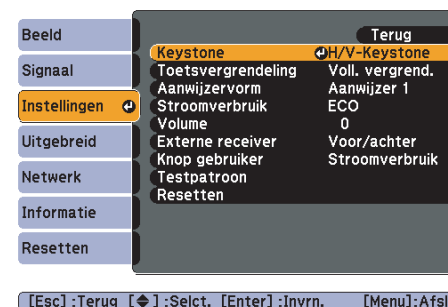 Beeld
Signaal
Instellingen
Uitgebreid
Netwerk
Informatie
Resetten
Terug
Keystone H/V-Keystone
Toetsvergrendeling Voll. vergrend.
Aanwijzervorm Aanwijzer 1
Stroomverbruik ECO
Volume 0
Externe receiver Voor/achter
Knop gebruiker Stroomverbruik
Testpatroon
Resetten
[Esc] :Terug [◆] :Selct. [Enter] :Invrn. [Menu]:Afsl